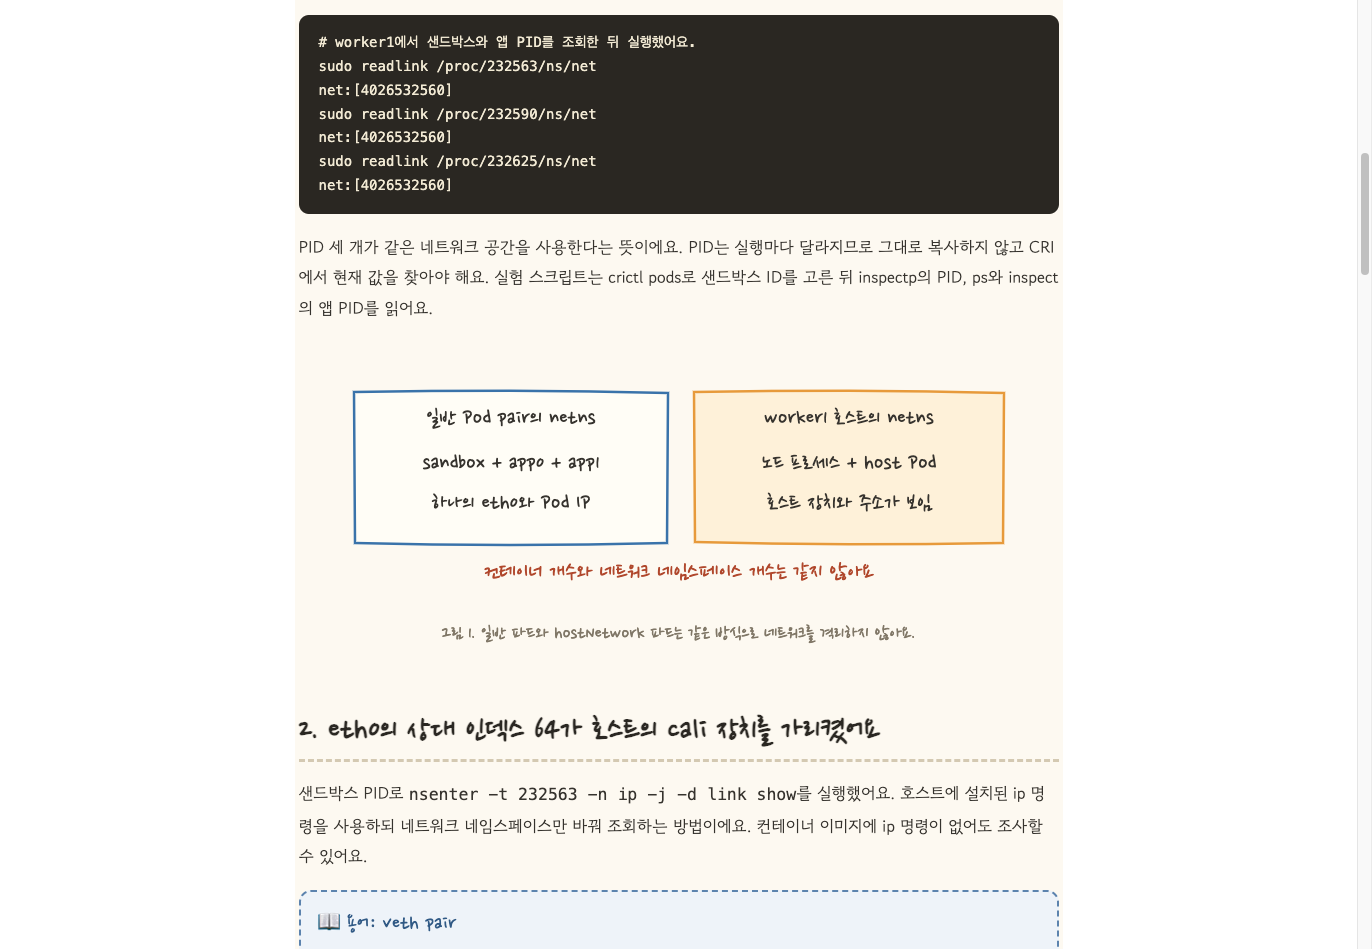 # worker1에서 샌드박스와 앱 PID를 조회한 뒤 실행했어요.
sudo readlink /proc/232563/ns/net
net:[4026532560]
sudo readlink /proc/232590/ns/net
net:[4026532560]
sudo readlink /proc/232625/ns/net
net:[4026532560]
PID 세 개가 같은 네트워크 공간을 사용한다는 뜻이에요. PID는 실행마다 달라지므로 그대로 복사하지 않고 CRI
에서 현재 값을 찾아야 해요. 실험 스크립트는 crictl pods로 샌드박스 ID를 고른 뒤 inspectp의 PID, ps와 inspect
의 앱 PID를 읽어요.
일반 Pod pair의 netns
sandbox + app0 + app1
하나의 eth0와 Pod IP
worker1 호스트의 netns
노드 프로세스 + host Pod
호스트 장치와 주소가 보임
컨테이너 개수와 네트워크 네임스페이스 개수는 같지 않아요
그림 1. 일반 파드와 hostNetwork 파드는 같은 방식으로 네트워크를 격리하지 않아요.
2. eth0의 상대 인덱스 64가 호스트의 cali 장치를 가리켰어요
샌드박스 PID로 nsenter -t 232563 -n ip -j -d link show를 실행했어요. 호스트에 설치된 ip 명
령을 사용하되 네트워크 네임스페이스만 바꿔 조회하는 방법이에요. 컨테이너 이미지에 ip 명령이 없어도 조사할
수 있어요.
📖 용어: veth pair